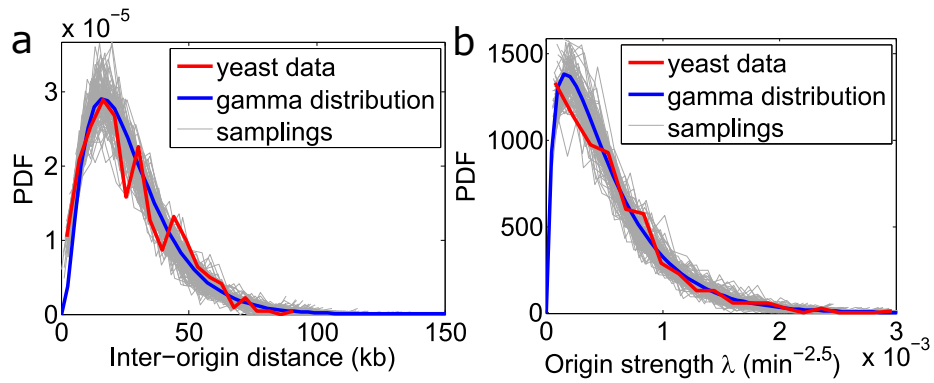 a
x 10⁻⁵
yeast data
gamma distribution
samplings
PDF
3
2
1
0
0
50
100
150
Inter−origin distance (kb)
b
yeast data
gamma distribution
samplings
PDF
1500
1000
500
0
0
1
2
3
x 10⁻³
Origin strength λ (min⁻²·⁵)